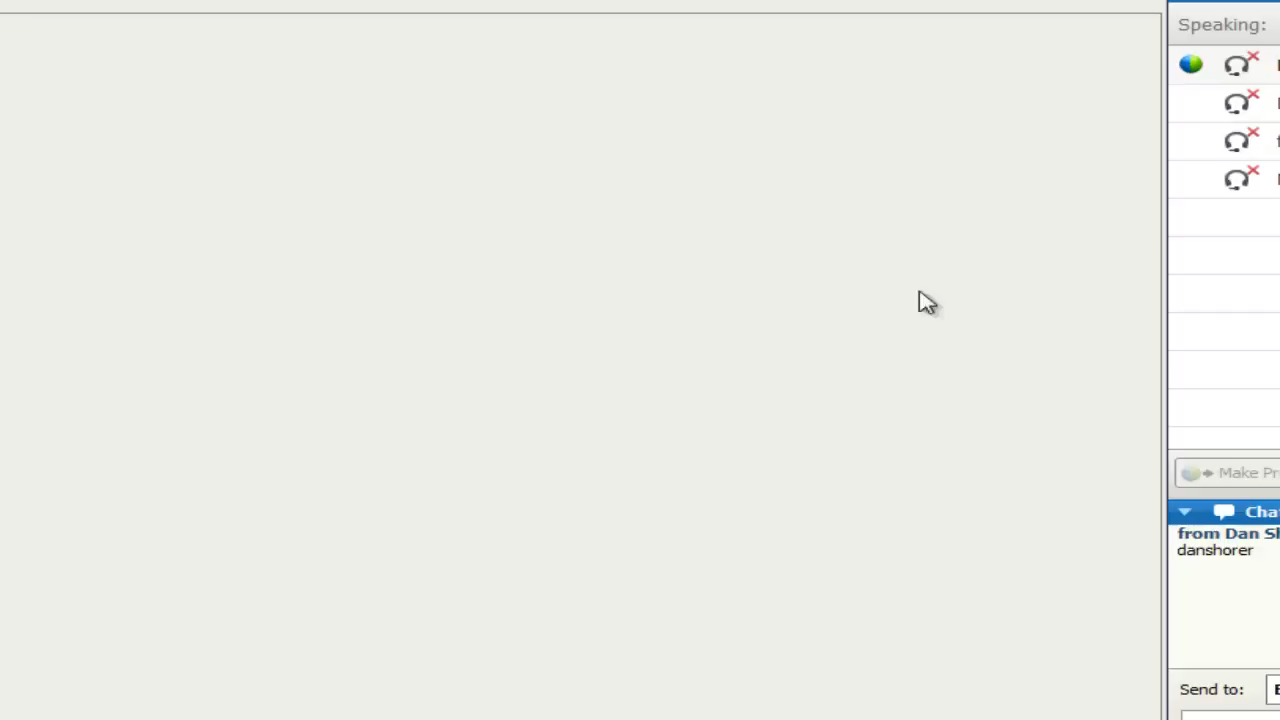 Speaking:
Make Pr
Cha
from Dan Sh
danshorer
Send to: